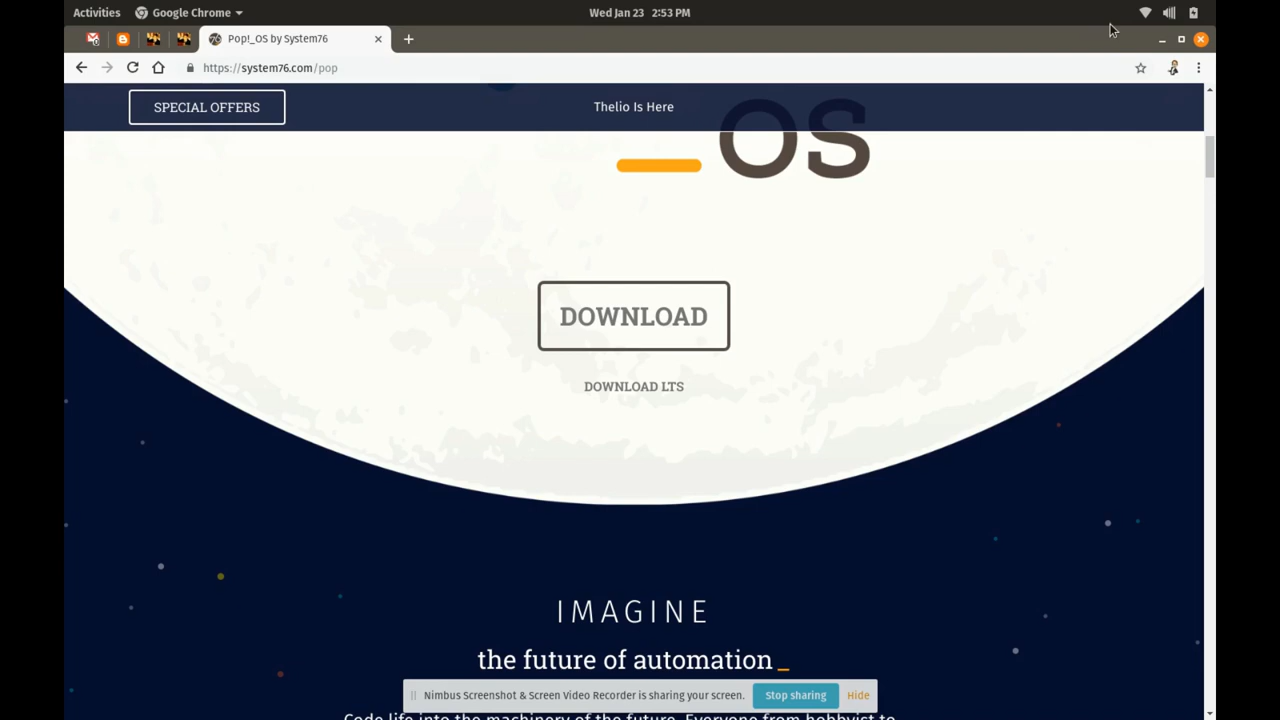 Activities Google Chrome Wed Jan 23 2:53 PM
Pop!_OS by System76
https://system76.com/pop
SPECIAL OFFERS Thelio Is Here
_OS
DOWNLOAD
DOWNLOAD LTS
IMAGINE
the future of automation _
Nimbus Screenshot & Screen Video Recorder is sharing your screen. Stop sharing Hide
Code life into the machinery of the future. Everyone from hobbyist to